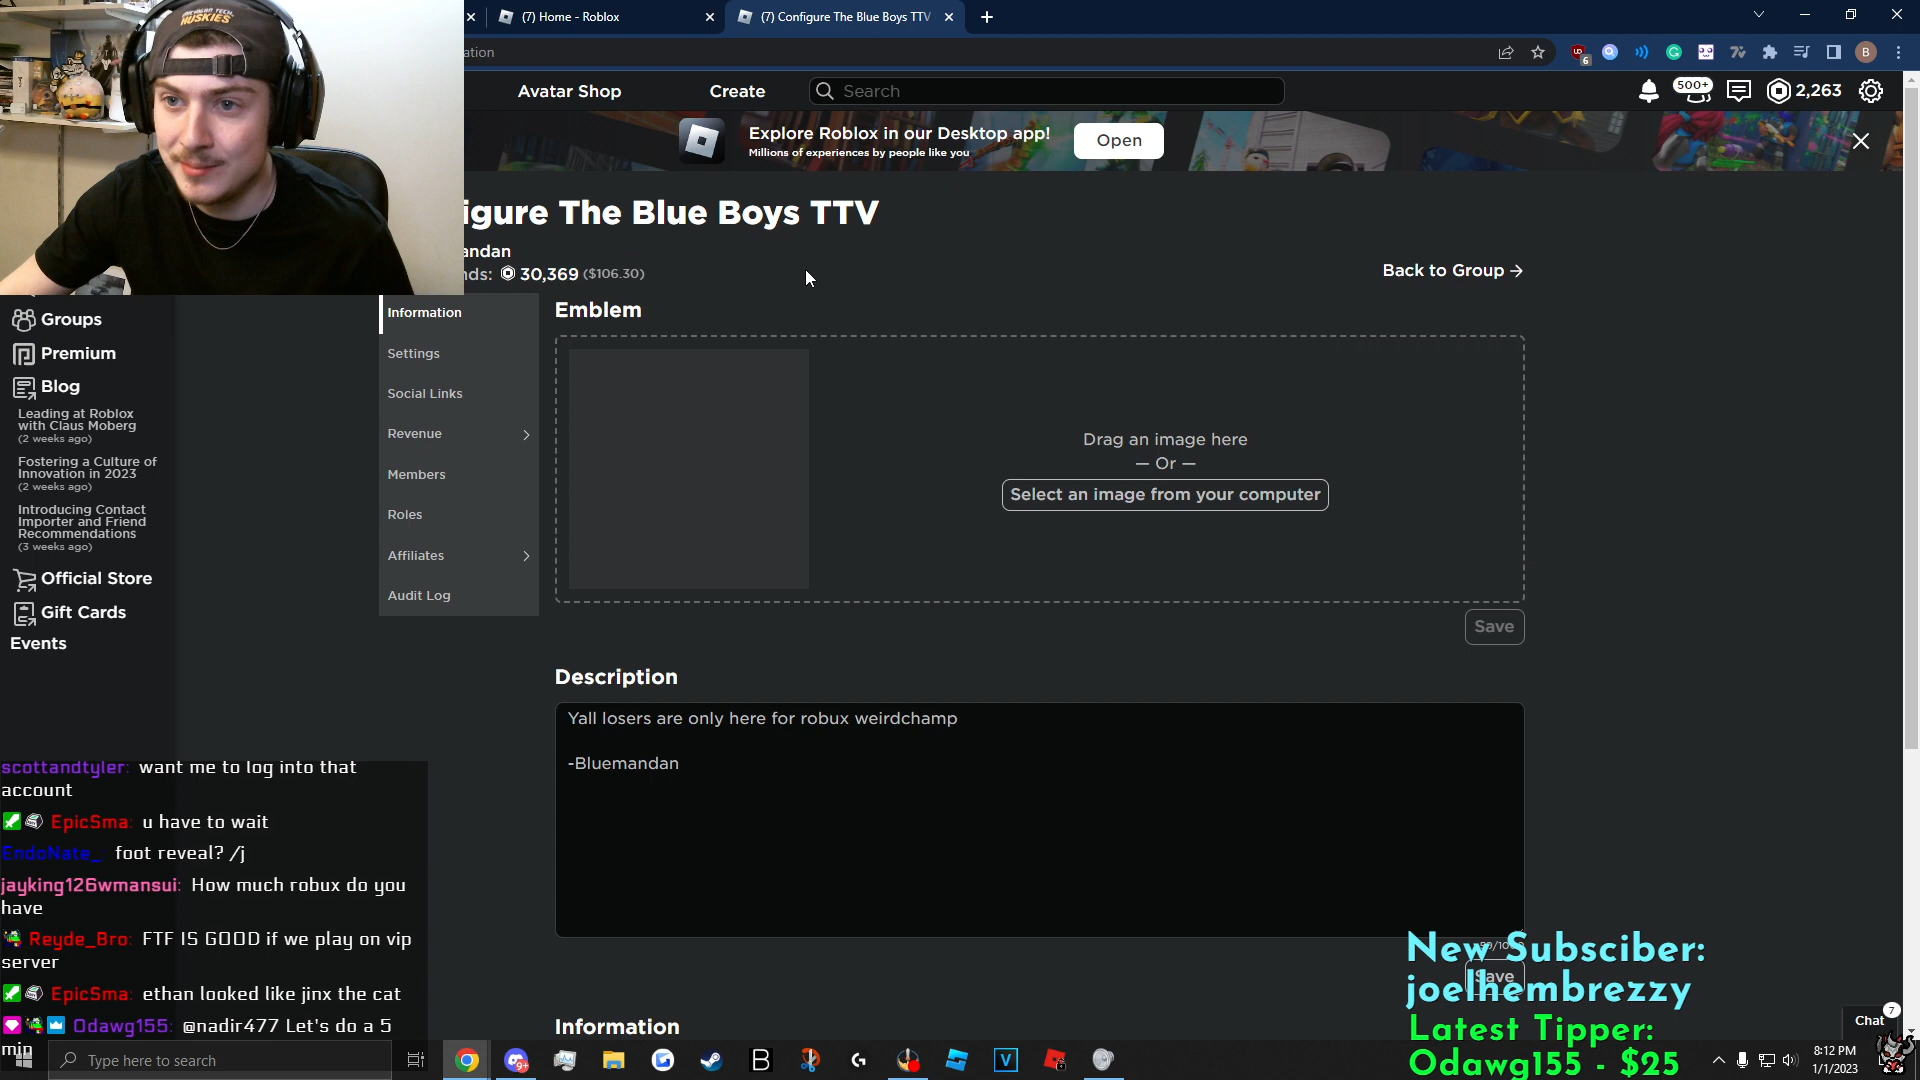 MICHIGAN TECH
HUSKIES
(7) Home - Roblox
(7) Configure The Blue Boys TTV
ation
6
B
Avatar Shop
Create
Search
500+
2,263
Explore Roblox in our Desktop app!
Millions of experiences by people like you
Open
igure The Blue Boys TTV
andan
nds: 30,369 ($106.30)
Back to Group →
Groups
Premium
Blog
Leading at Roblox
with Claus Moberg
(2 weeks ago)
Fostering a Culture of
Innovation in 2023
(2 weeks ago)
Introducing Contact
Importer and Friend
Recommendations
(3 weeks ago)
Official Store
Gift Cards
Events
Information
Settings
Social Links
Revenue
Members
Roles
Affiliates
Audit Log
Emblem
Drag an image here
— Or —
Select an image from your computer
Save
Description
Yall losers are only here for robux weirdchamp
-Bluemandan
Save
Information
scottandtyler: want me to log into that
account
EpicSma: u have to wait
EndoNate_: foot reveal? /j
jayking126wmansui: How much robux do you
have
Reyde_Bro: FTF IS GOOD if we play on vip
server
EpicSma: ethan looked like jinx the cat
Odawg155: @nadir477 Let's do a 5
min
New Subsciber:
joelhembrezzy
Latest Tipper:
Odawg155 - $25
Chat
7
Type here to search
9+
8:12 PM
1/1/2023